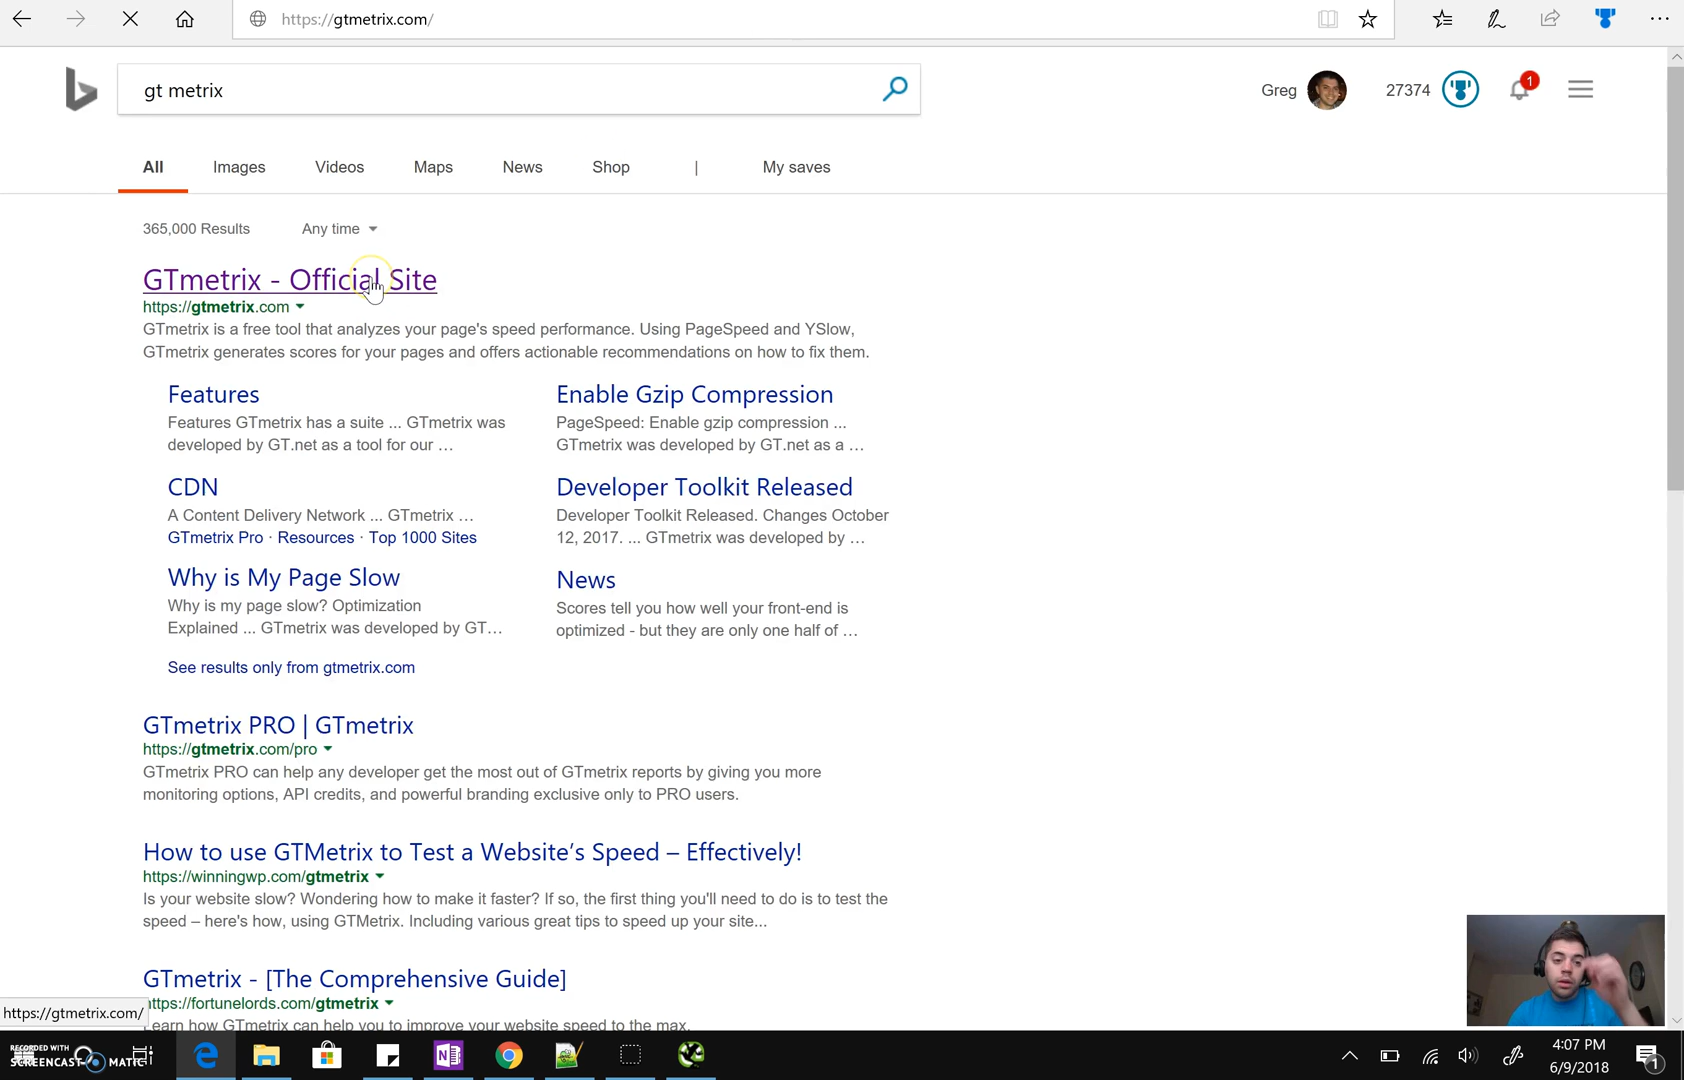 https://gtmetrix.com/
gt metrix
Greg
27374
1
All
Images
Videos
Maps
News
Shop
|
My saves
365,000 Results
Any time
GTmetrix - Official Site
https://gtmetrix.com
GTmetrix is a free tool that analyzes your page's speed performance. Using PageSpeed and YSlow,
GTmetrix generates scores for your pages and offers actionable recommendations on how to fix them.
Features
Features GTmetrix has a suite ... GTmetrix was
developed by GT.net as a tool for our ...
Enable Gzip Compression
PageSpeed: Enable gzip compression ...
GTmetrix was developed by GT.net as a ...
CDN
A Content Delivery Network ... GTmetrix ...
GTmetrix Pro · Resources · Top 1000 Sites
Developer Toolkit Released
Developer Toolkit Released. Changes October
12, 2017. ... GTmetrix was developed by ...
Why is My Page Slow
Why is my page slow? Optimization
Explained ... GTmetrix was developed by GT...
News
Scores tell you how well your front-end is
optimized - but they are only one half of ...
See results only from gtmetrix.com
GTmetrix PRO | GTmetrix
https://gtmetrix.com/pro
GTmetrix PRO can help any developer get the most out of GTmetrix reports by giving you more
monitoring options, API credits, and powerful branding exclusive only to PRO users.
How to use GTMetrix to Test a Website's Speed – Effectively!
https://winningwp.com/gtmetrix
Is your website slow? Wondering how to make it faster? If so, the first thing you'll need to do is to test the
speed – here's how, using GTMetrix. Including various great tips to speed up your site...
GTmetrix - [The Comprehensive Guide]
https://fortunelords.com/gtmetrix
Learn how GTmetrix can help you to improve your website speed to the max.
https://gtmetrix.com/
RECORDED WITH
SCREENCAST MATIC
4:07 PM
6/9/2018
1